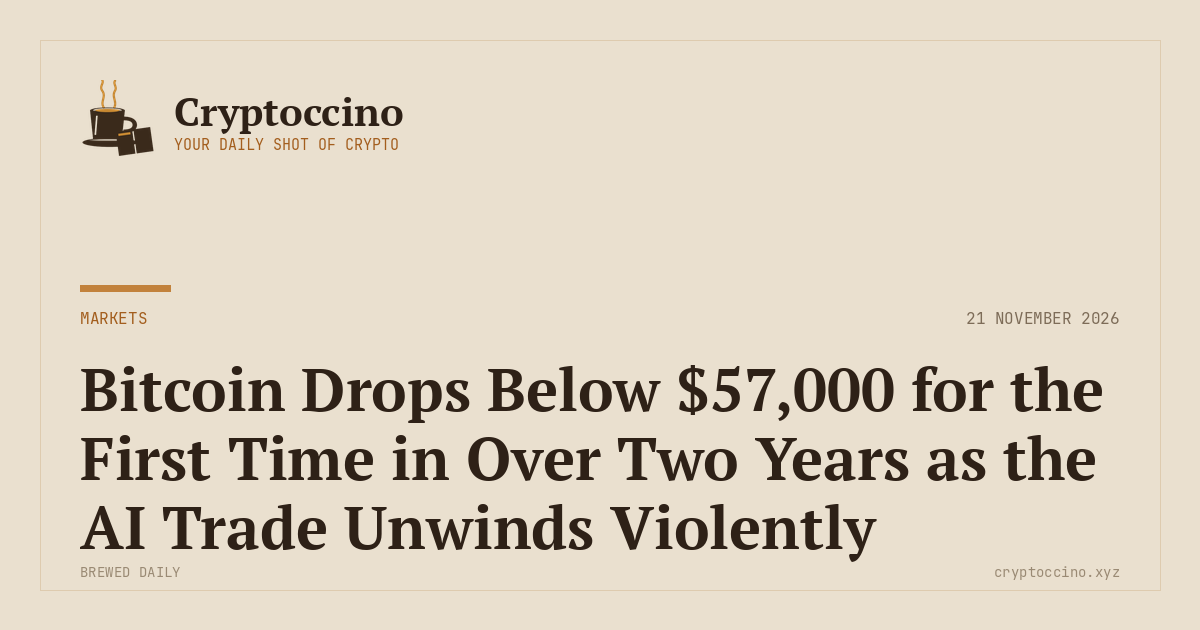 Cryptoccino
YOUR DAILY SHOT OF CRYPTO
MARKETS
21 NOVEMBER 2026
Bitcoin Drops Below $57,000 for the
First Time in Over Two Years as the
AI Trade Unwinds Violently
BREWED DAILY
cryptoccino.xyz